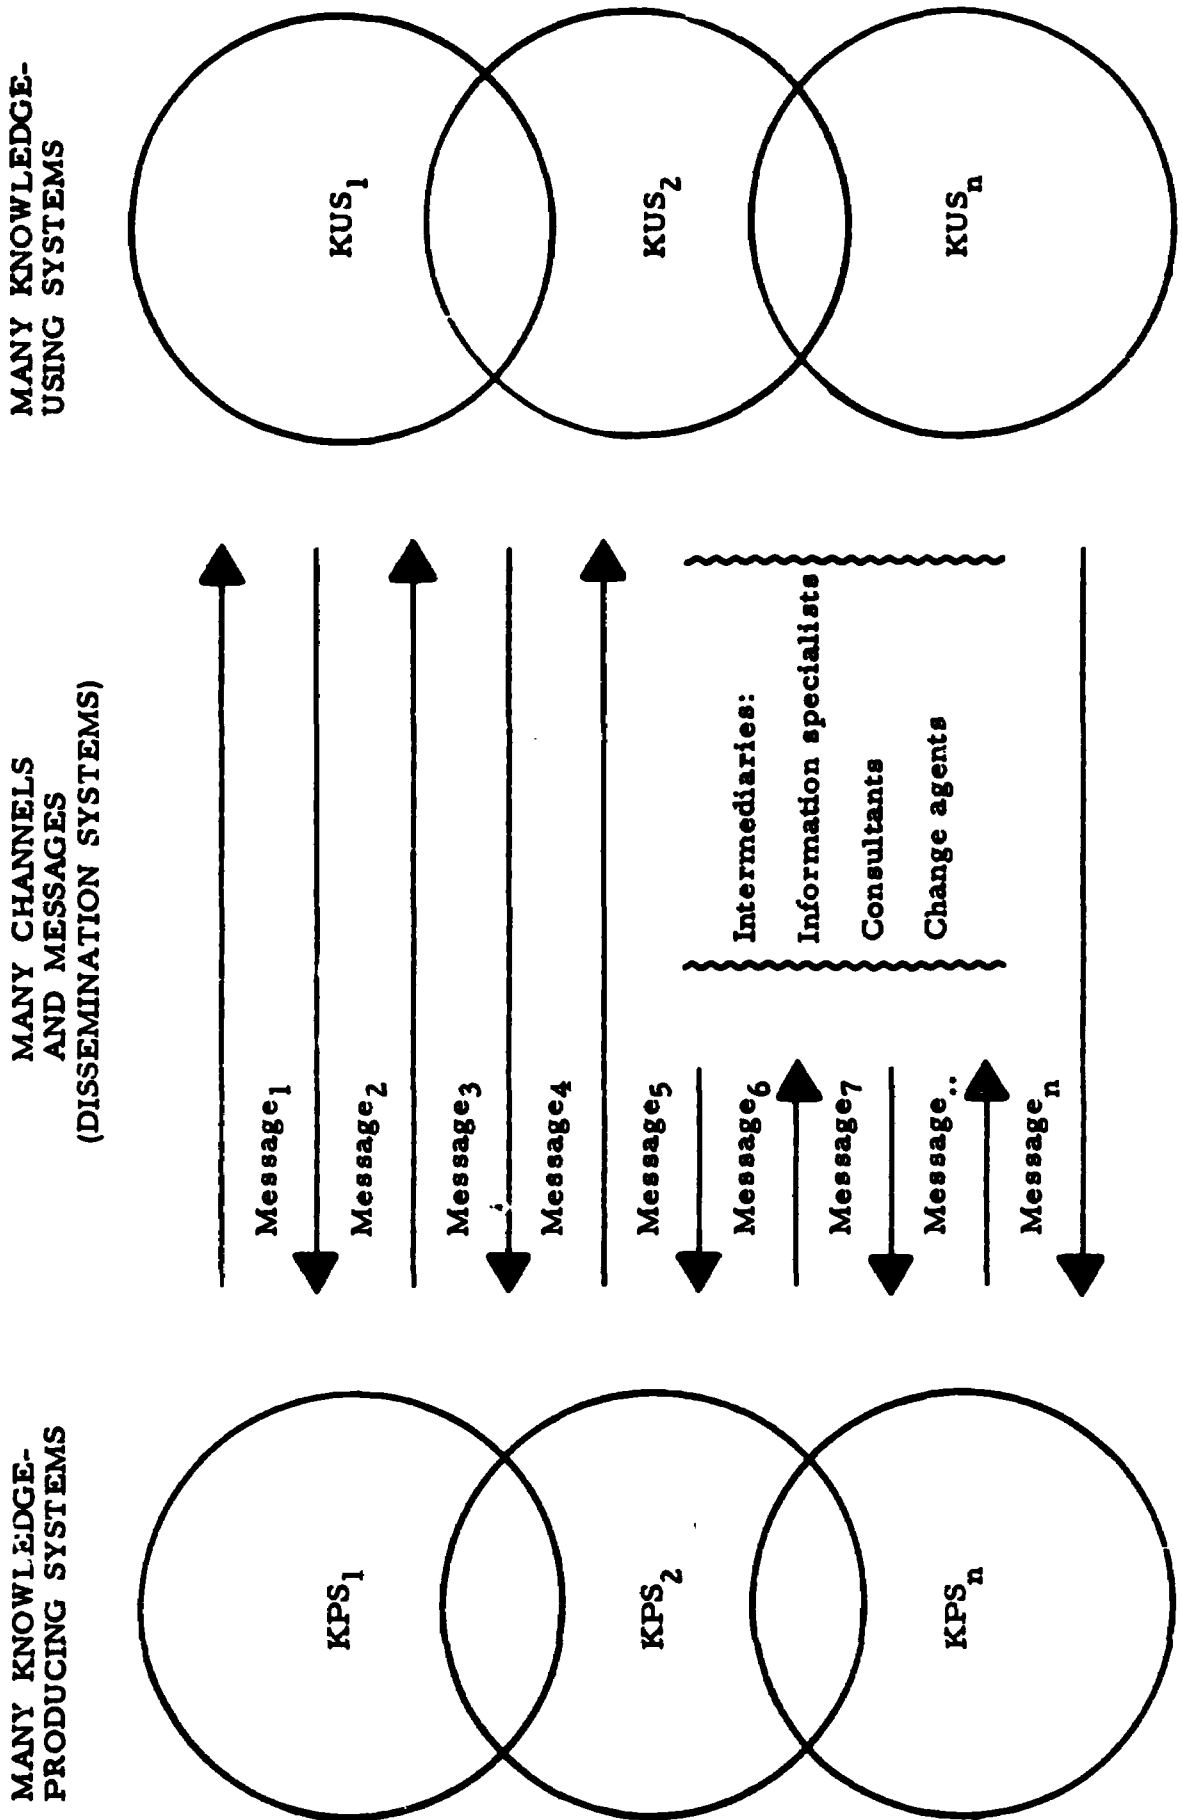 MANY KNOWLEDGE-
PRODUCING SYSTEMS
KPS1
KPS2
KPSn
MANY CHANNELS
AND MESSAGES
(DISSEMINATION SYSTEMS)
Message1
Message2
Message3
Message4
Message5
Message6
Message7
Message..
Messagen
Intermediaries:
Information specialists
Consultants
Change agents
MANY KNOWLEDGE-
USING SYSTEMS
KUS1
KUS2
KUSn